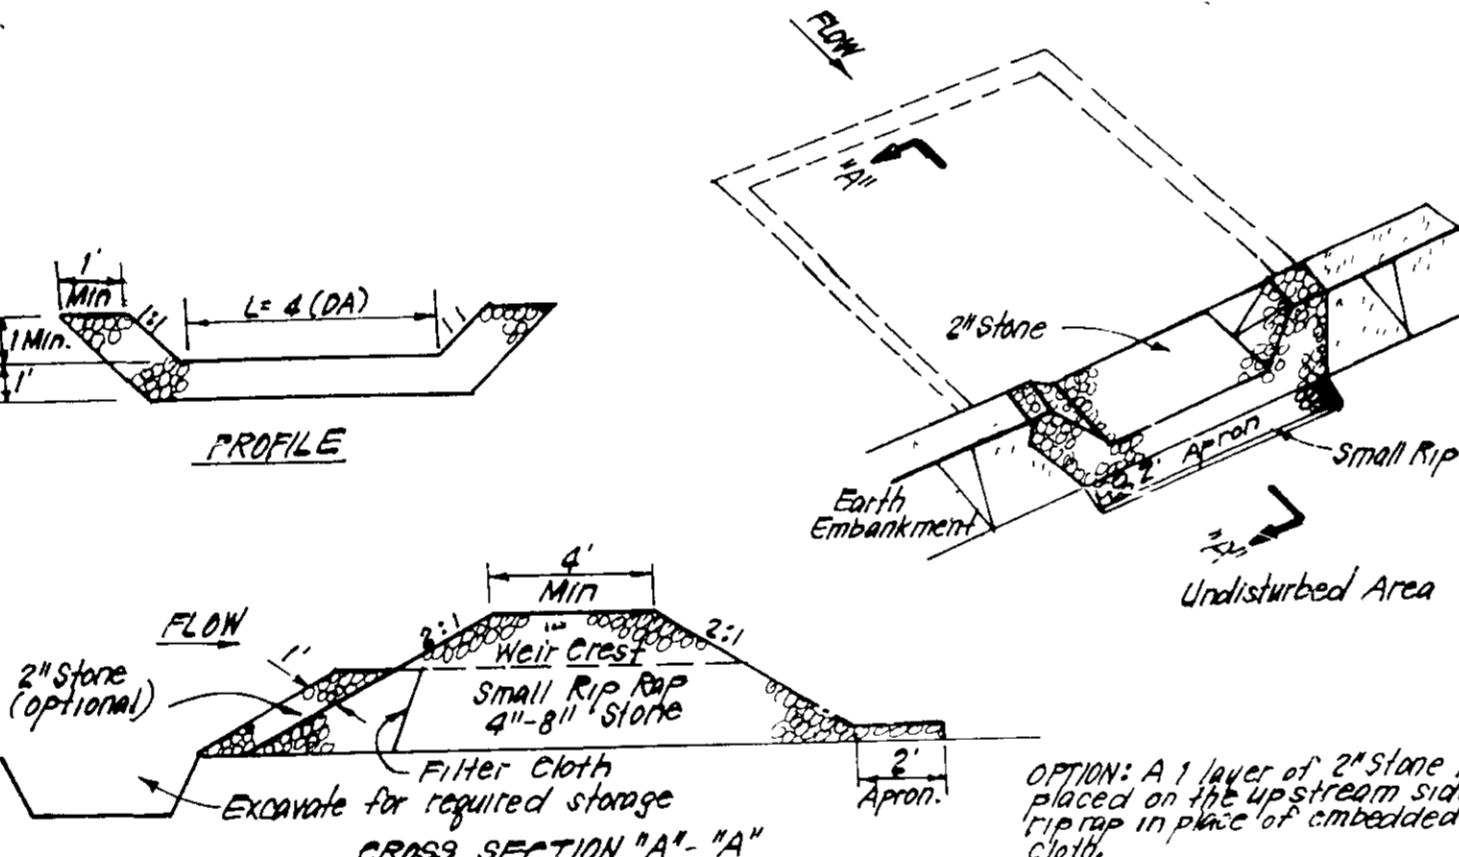 FLOW
"A"
1'
Min
1:1
L= 4 (DA)
1:1
1 Min.
1'
PROFILE
2" Stone
2' Apron
Small Rip
Earth
Embankment
"A"
Undisturbed Area
4'
Min
FLOW
2:1
2:1
1'
Weir Crest
2" Stone
(optional)
Small Rip Rap
4"-8" Stone
Filter Cloth
2'
Apron.
Excavate for required storage
CROSS SECTION "A"- "A"
OPTION: A 1 layer of 2" Stone
placed on the upstream sid
rip rap in place of embedded
cloth.